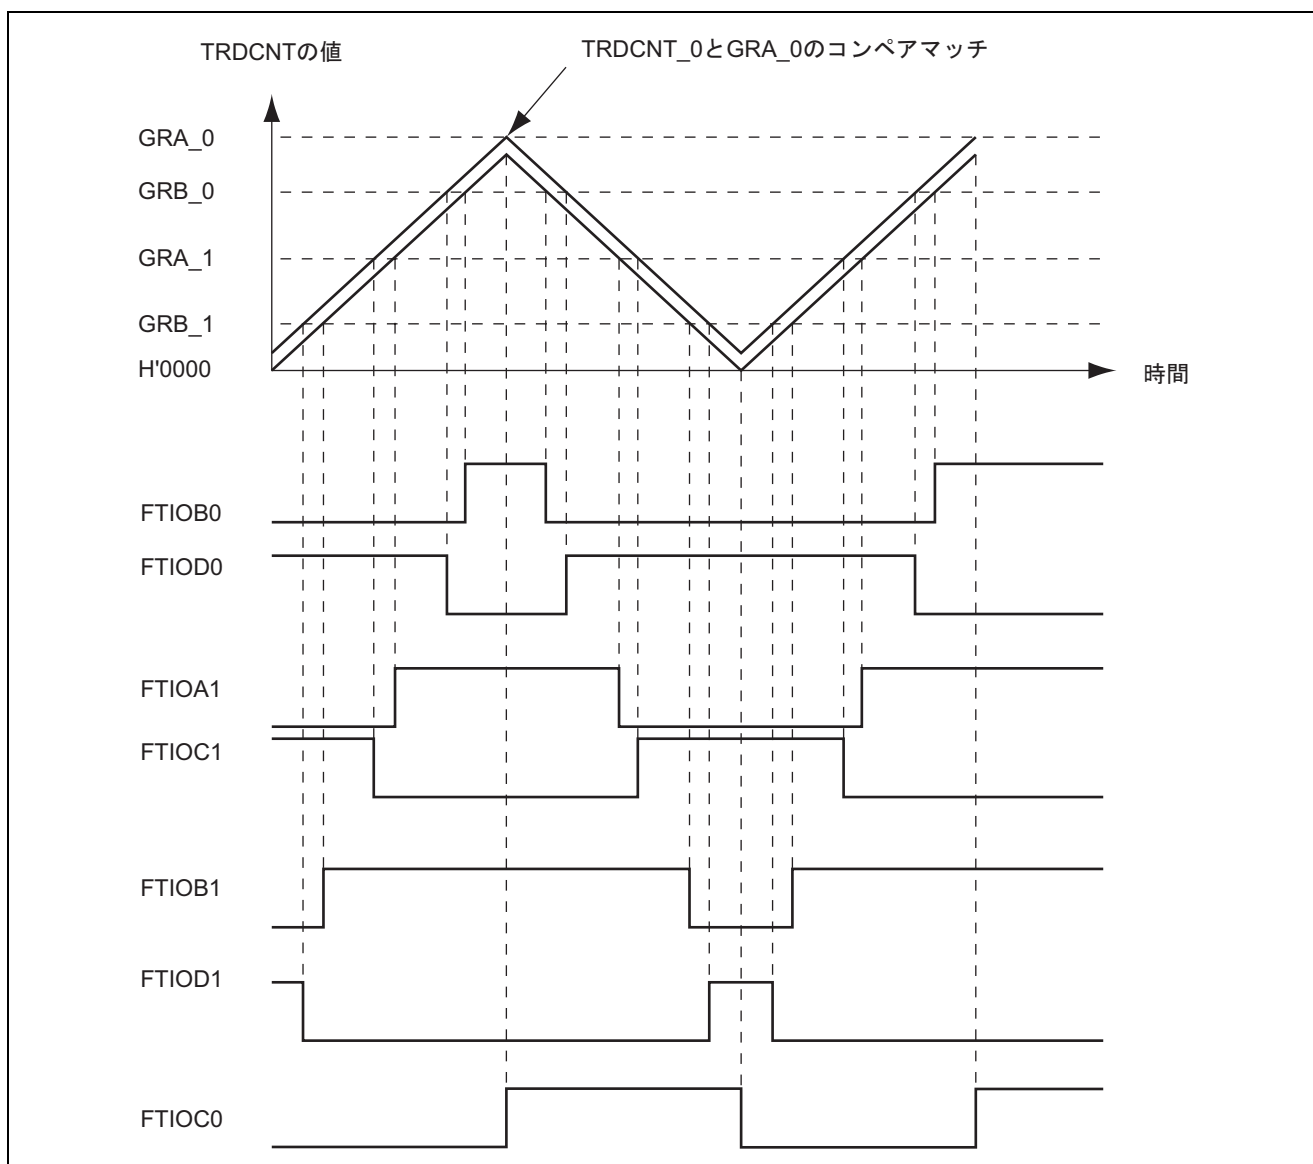 TRDCNTの値
TRDCNT_0とGRA_0のコンペアマッチ
GRA_0
GRB_0
GRA_1
GRB_1
H'0000
時間
FTIOB0
FTIOD0
FTIOA1
FTIOC1
FTIOB1
FTIOD1
FTIOC0